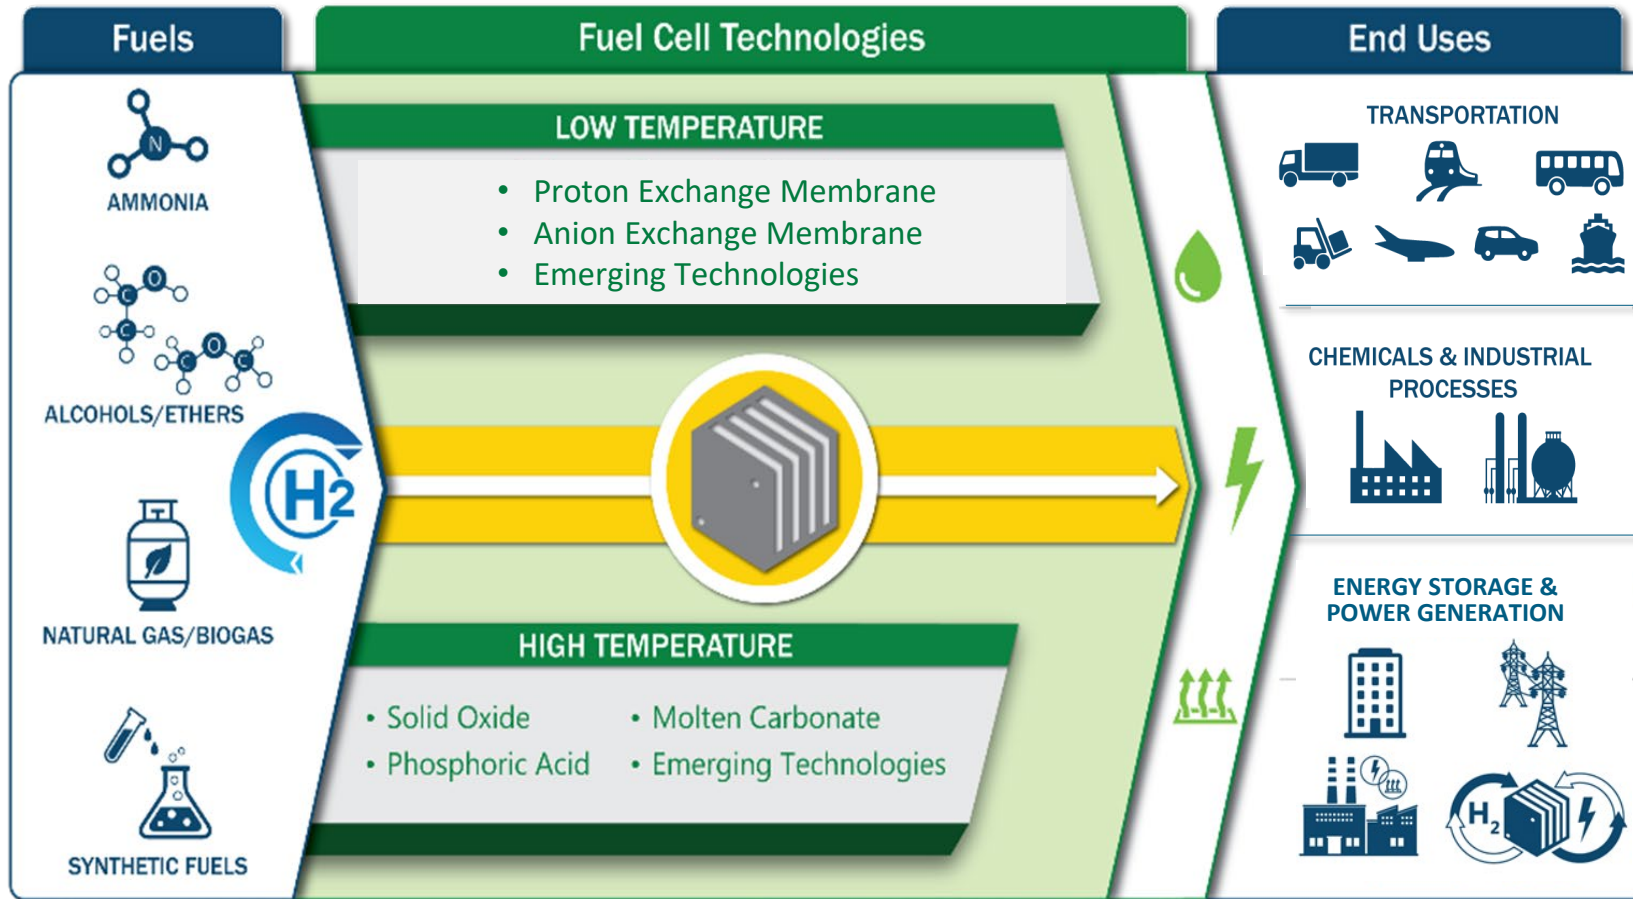 Fuels
Fuel Cell Technologies
End Uses
N
AMMONIA
C O
C
C O C
ALCOHOLS/ETHERS
H2
NATURAL GAS/BIOGAS
SYNTHETIC FUELS
LOW TEMPERATURE
• Proton Exchange Membrane
• Anion Exchange Membrane
• Emerging Technologies
HIGH TEMPERATURE
• Solid Oxide
• Phosphoric Acid
• Molten Carbonate
• Emerging Technologies
TRANSPORTATION
CHEMICALS & INDUSTRIAL
PROCESSES
ENERGY STORAGE &
POWER GENERATION
H2